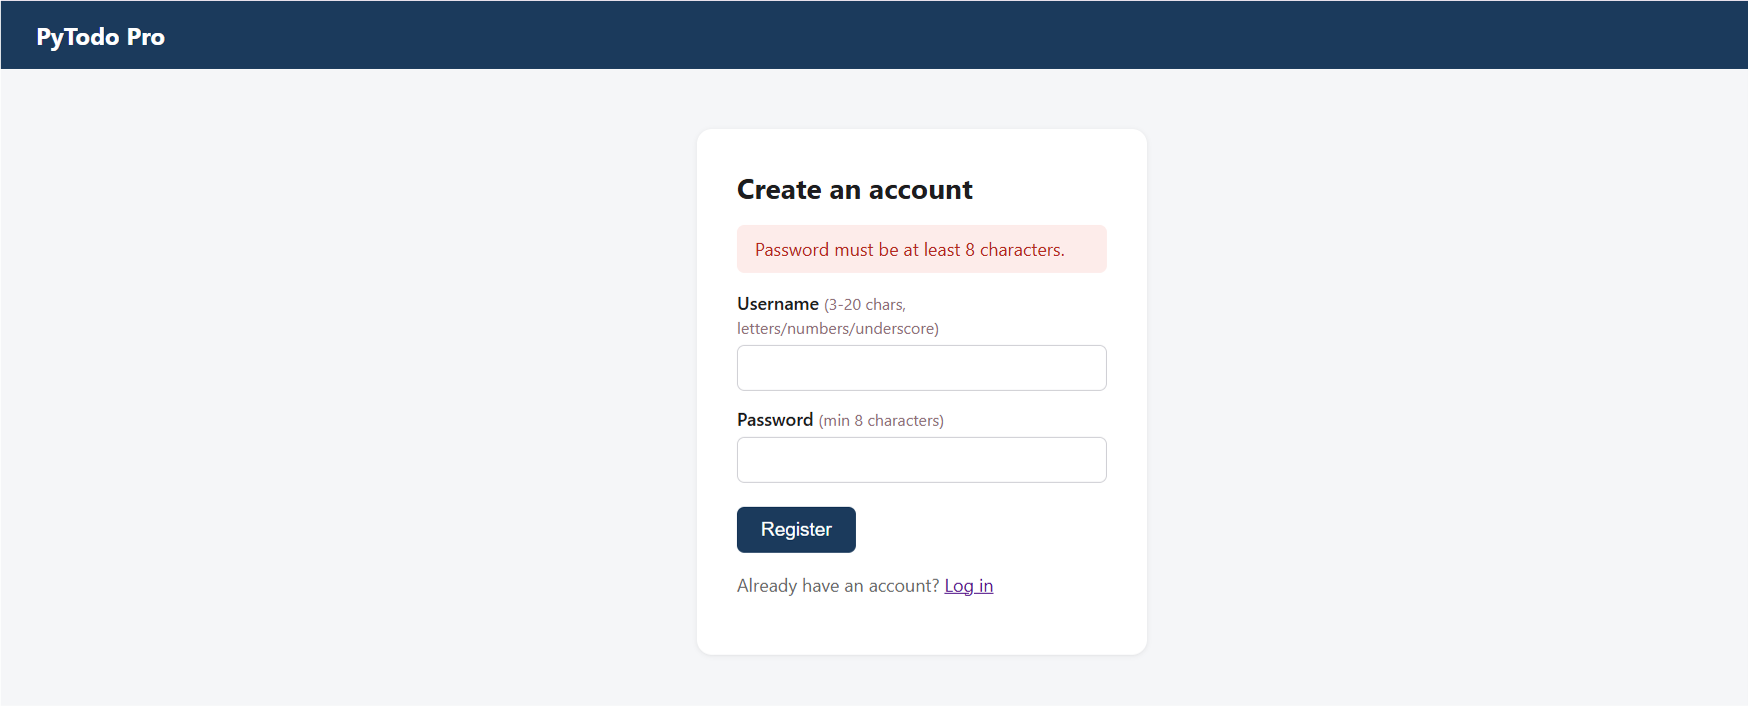 PyTodo Pro
Create an account
Password must be at least 8 characters.
Username (3-20 chars,
letters/numbers/underscore)
Password (min 8 characters)
Register
Already have an account? Log in